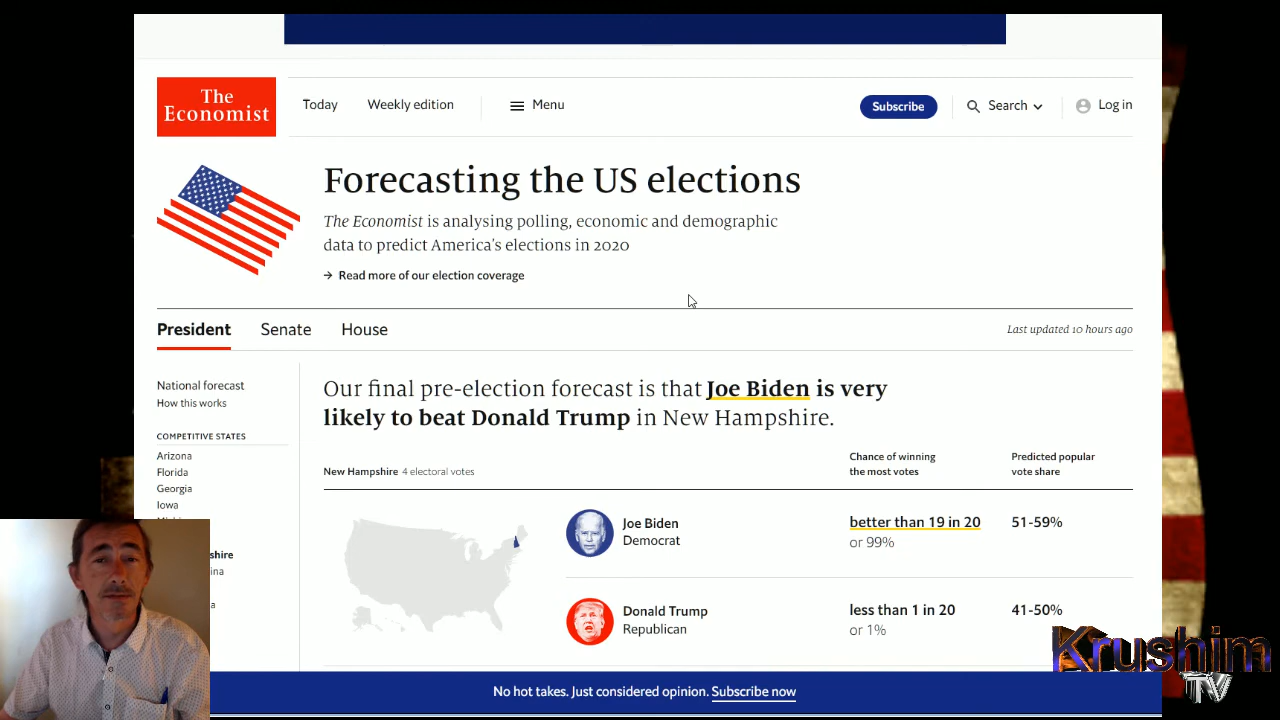 The
Economist
Today
Weekly edition
Menu
Subscribe
Search
Log in
Forecasting the US elections
The Economist is analysing polling, economic and demographic
data to predict America's elections in 2020
→ Read more of our election coverage
President
Senate
House
Last updated 10 hours ago
National forecast
How this works
COMPETITIVE STATES
Arizona
Florida
Georgia
Iowa
Our final pre-election forecast is that Joe Biden is very
likely to beat Donald Trump in New Hampshire.
New Hampshire 4 electoral votes
Chance of winning
the most votes
Predicted popular
vote share
Joe Biden
Democrat
better than 19 in 20
or 99%
51-59%
Donald Trump
Republican
less than 1 in 20
or 1%
41-50%
No hot takes. Just considered opinion. Subscribe now
Krushim
TV